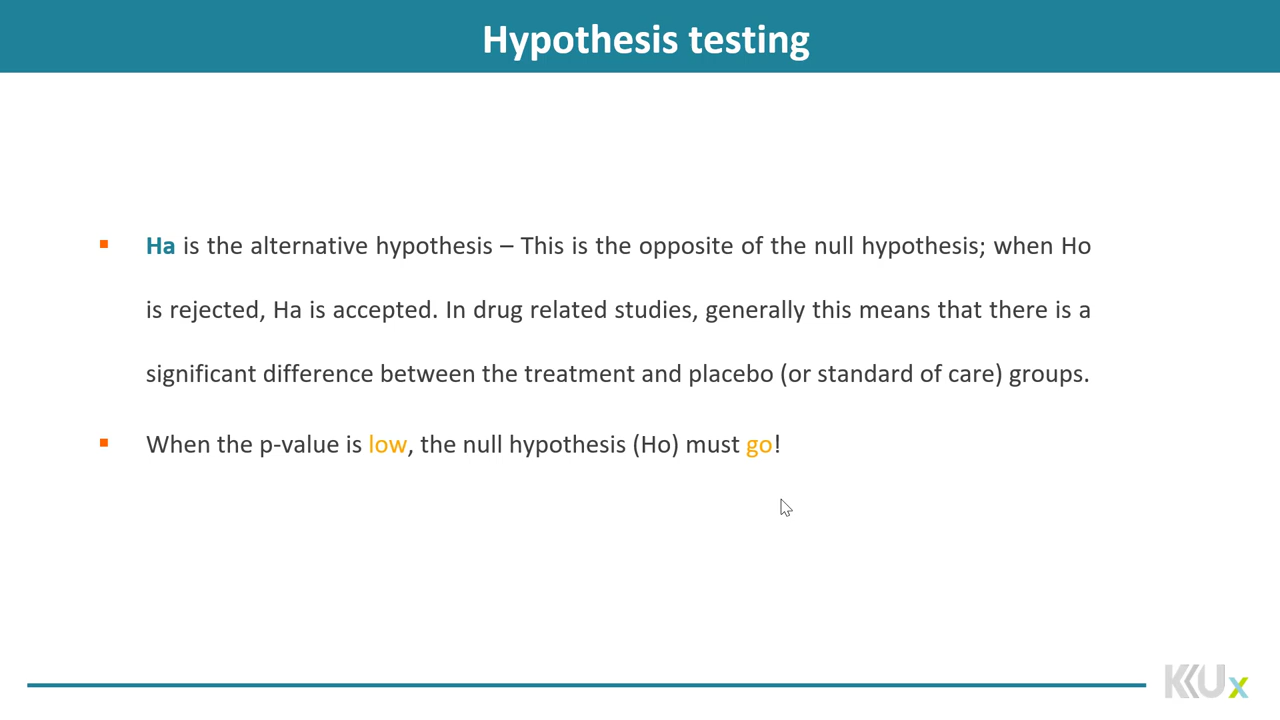 Hypothesis testing
▪ Ha is the alternative hypothesis – This is the opposite of the null hypothesis; when Ho
is rejected, Ha is accepted. In drug related studies, generally this means that there is a
significant difference between the treatment and placebo (or standard of care) groups.
▪ When the p-value is low, the null hypothesis (Ho) must go!
KKUx